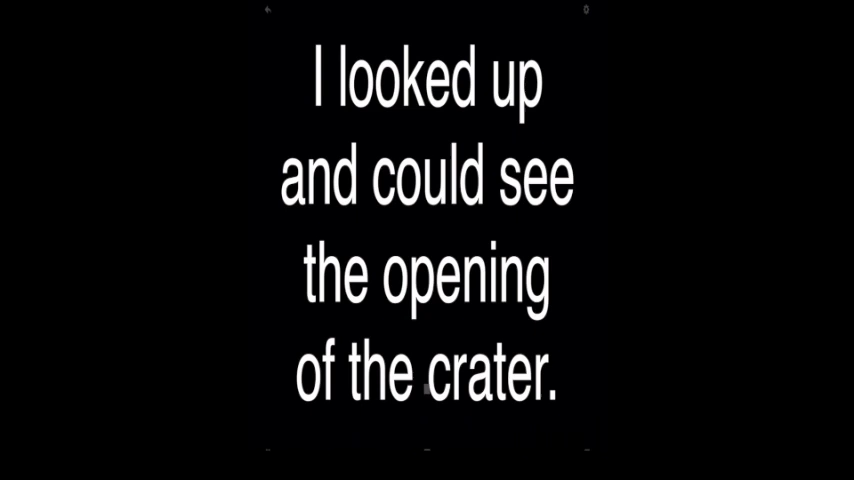 I looked up
and could see
the opening
of the crater.